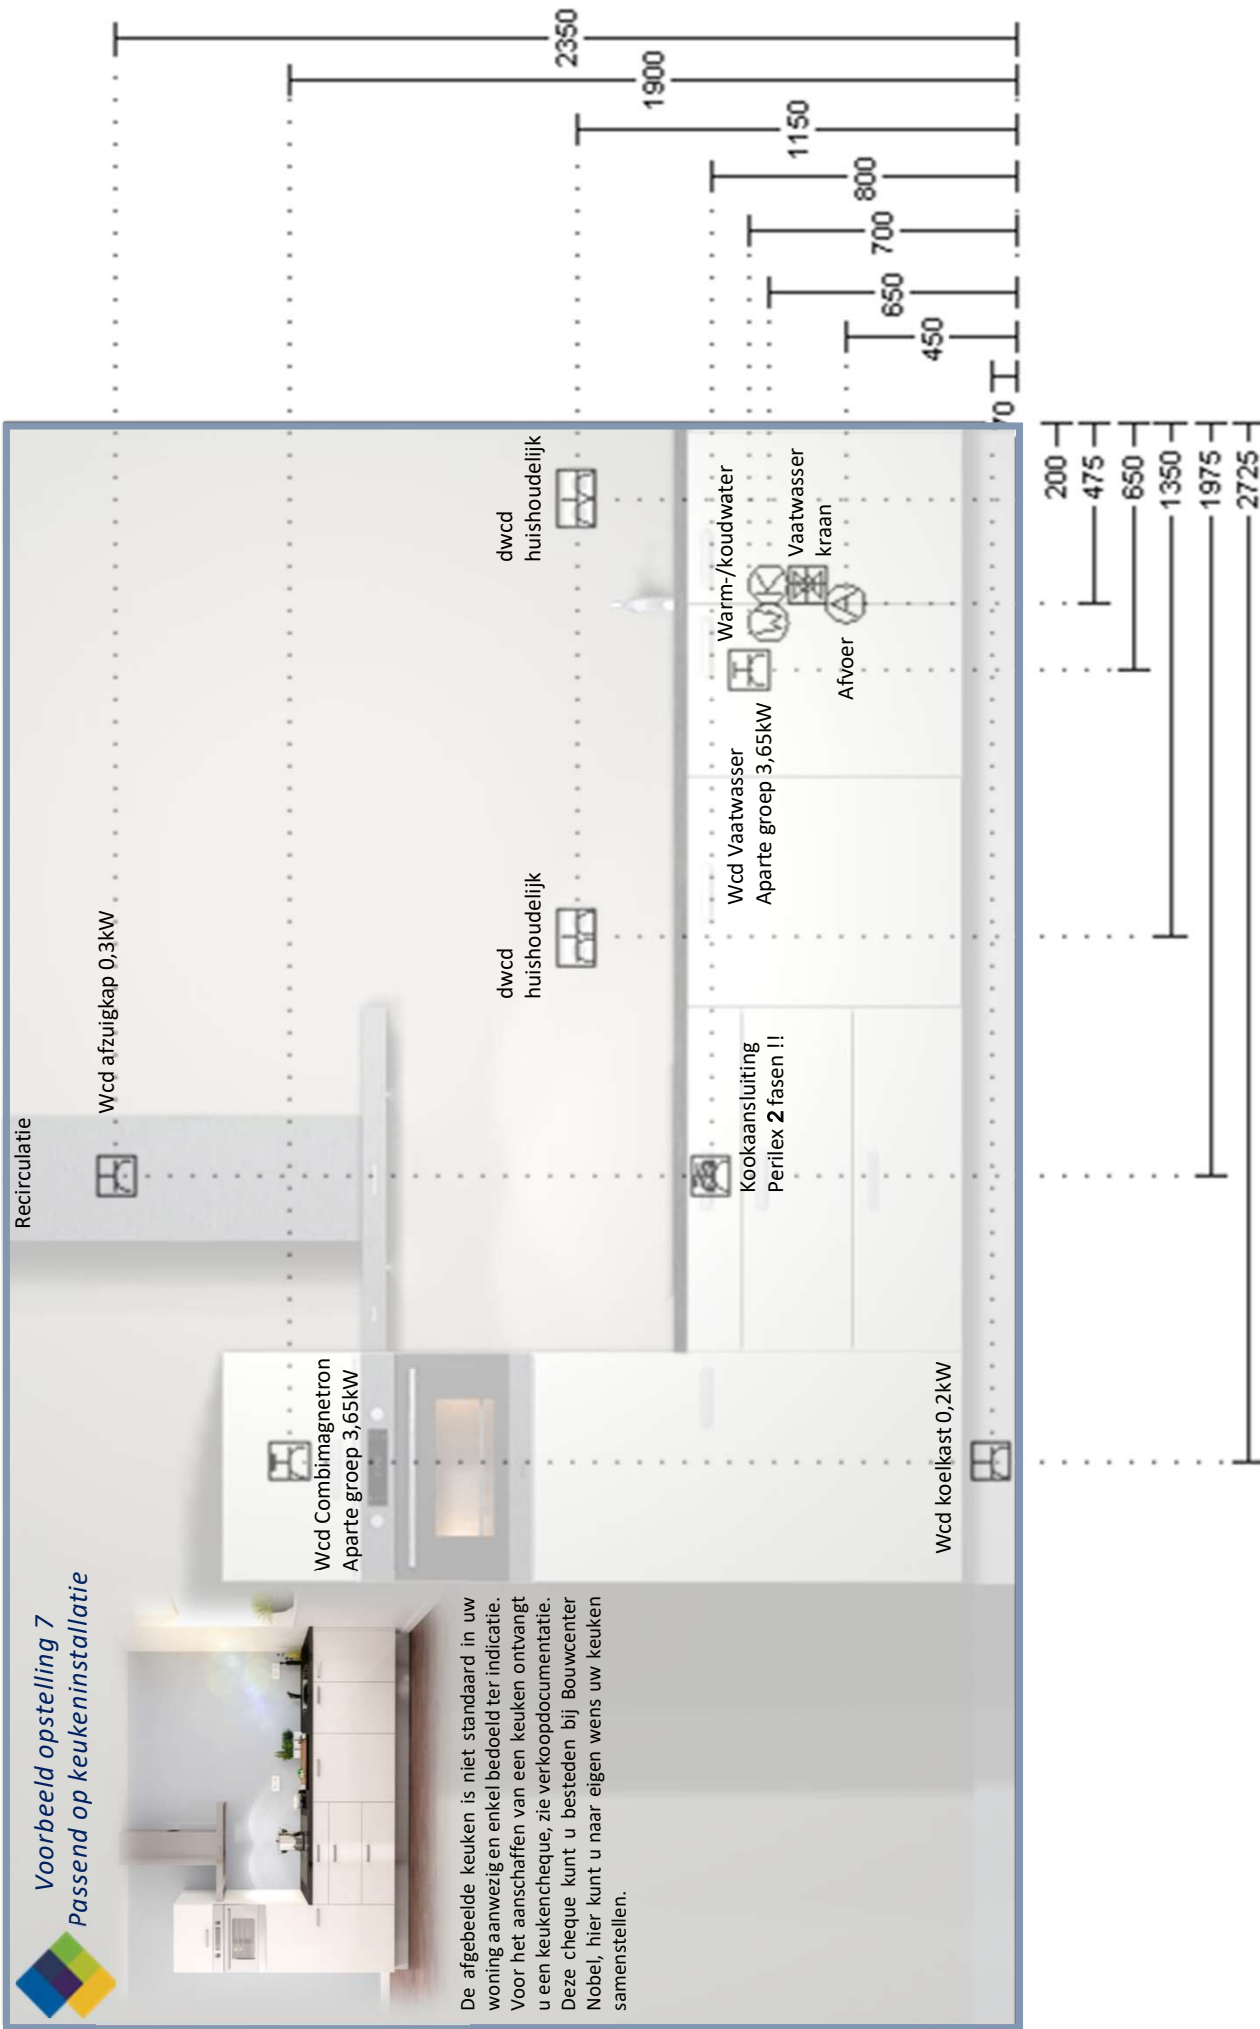 Voorbeeld opstelling 7
Passend op keukeninstallatie
De afgebeelde keuken is niet standaard in uw
woning aanwezig en enkel bedoeld ter indicatie.
Voor het aanschaffen van een keuken ontvangt
u een keukencheque, zie verkoopdocumentatie.
Deze cheque kunt u besteden bij Bouwcenter
Nobel, hier kunt u naar eigen wens uw keuken
samenstellen.
Recirculatie
Wcd afzuigkap 0,3kW
Wcd Combimagnetron
Aparte groep 3,65kW
dwcd
huishoudelijk
dwcd
huishoudelijk
Kookaansluiting
Perilex 2 fasen !!
Wcd Vaatwasser
Aparte groep 3,65kW
Warm-/koudwater
W
K
Vaatwasser
kraan
A
Afvoer
Wcd koelkast 0,2kW
2350
1900
1150
800
700
650
450
70
200
475
650
1350
1975
2725